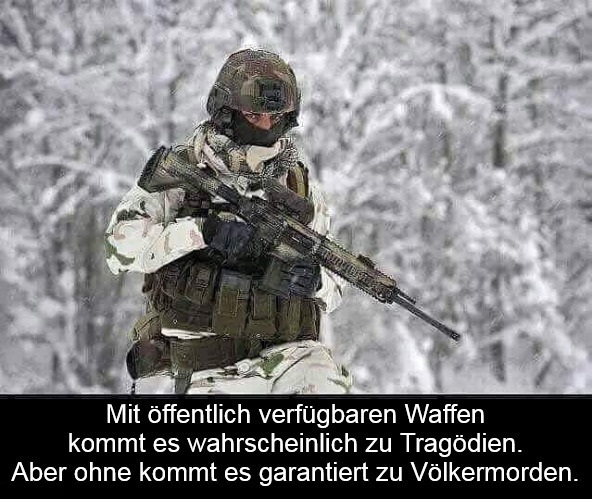 Mit öffentlich verfügbaren Waffen
kommt es wahrscheinlich zu Tragödien.
Aber ohne kommt es garantiert zu Völkermorden.